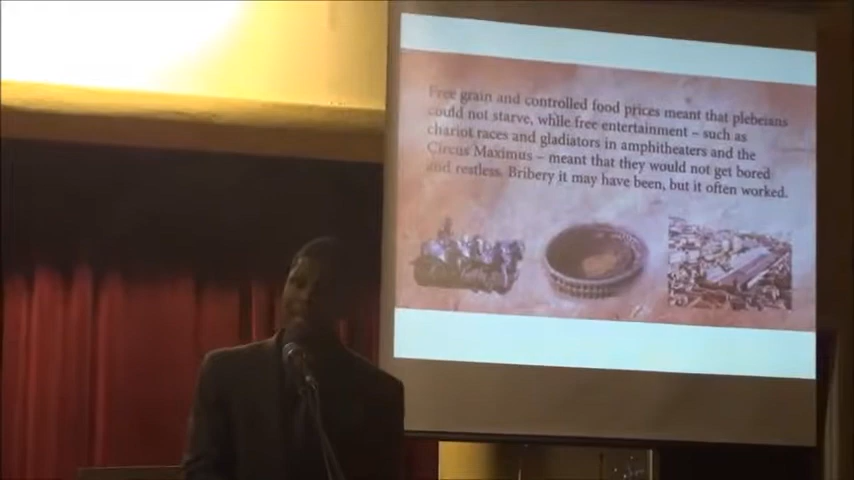 Free grain and controlled food prices meant that plebeians
could not starve, while free entertainment – such as
chariot races and gladiators in amphitheaters and the
Circus Maximus – meant that they would not get bored
and restless. Bribery it may have been, but it often worked.